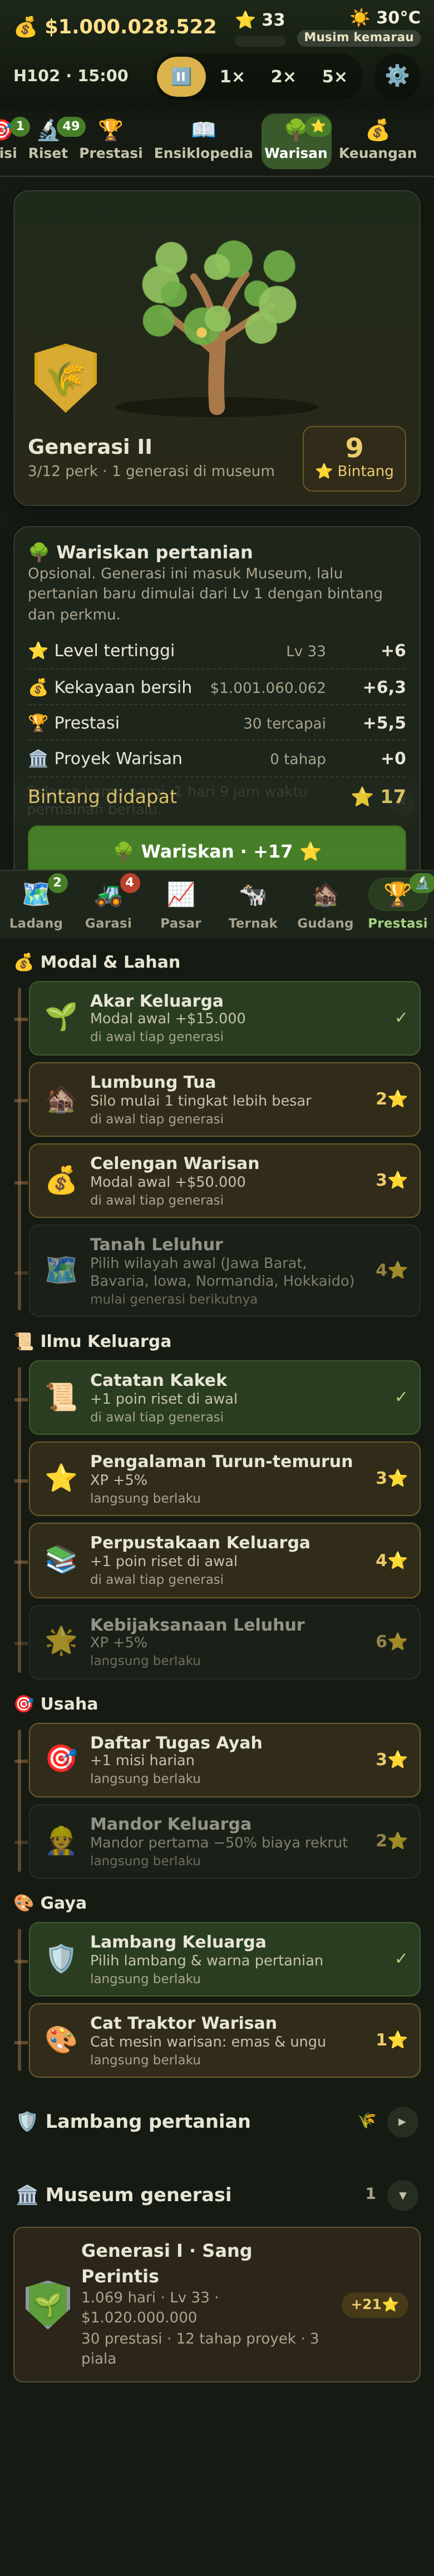 $1.000.028.522
33
30°C
Musim kemarau
H102 · 15:00
1×
2×
5×
isi
1
Riset
49
Prestasi
Ensiklopedia
Warisan
Keuangan
Generasi II
3/12 perk · 1 generasi di museum
9
Bintang
Wariskan pertanian
Opsional. Generasi ini masuk Museum, lalu
pertanian baru dimulai dari Lv 1 dengan bintang
dan perkmu.
Level tertinggi Lv 33 +6
Kekayaan bersih $1.001.060.062 +6,3
Prestasi 30 tercapai +5,5
Proyek Warisan 0 tahap +0
1 hari 9 jam waktu
permainan berlalu.
Bintang didapat 17
Wariskan · +17
2
4
Ladang
Garasi
Pasar
Ternak
Gudang
Prestasi
Modal & Lahan
Akar Keluarga
Modal awal +$15.000
di awal tiap generasi
✓
Lumbung Tua
Silo mulai 1 tingkat lebih besar
di awal tiap generasi
2
Celengan Warisan
Modal awal +$50.000
di awal tiap generasi
3
Tanah Leluhur
Pilih wilayah awal (Jawa Barat,
Bavaria, Iowa, Normandia, Hokkaido)
mulai generasi berikutnya
4
Ilmu Keluarga
Catatan Kakek
+1 poin riset di awal
di awal tiap generasi
✓
Pengalaman Turun-temurun
XP +5%
langsung berlaku
3
Perpustakaan Keluarga
+1 poin riset di awal
di awal tiap generasi
4
Kebijaksanaan Leluhur
XP +5%
langsung berlaku
6
Usaha
Daftar Tugas Ayah
+1 misi harian
langsung berlaku
3
Mandor Keluarga
Mandor pertama −50% biaya rekrut
langsung berlaku
2
Gaya
Lambang Keluarga
Pilih lambang & warna pertanian
langsung berlaku
✓
Cat Traktor Warisan
Cat mesin warisan: emas & ungu
langsung berlaku
1
Lambang pertanian
Museum generasi 1
Generasi I · Sang
Perintis
1.069 hari · Lv 33 ·
$1.020.000.000
30 prestasi · 12 tahap proyek · 3
piala
+21